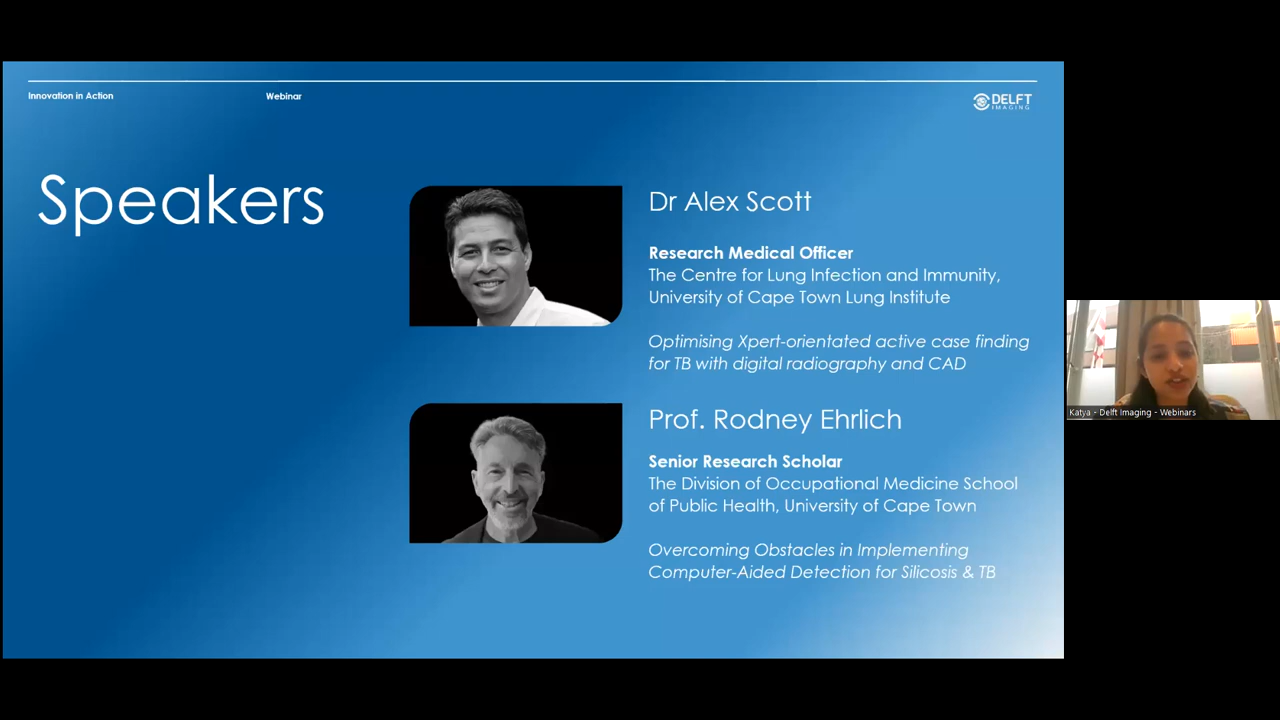 Innovation in Action
Webinar
DELFT
IMAGING
Speakers
Dr Alex Scott
Research Medical Officer
The Centre for Lung Infection and Immunity,
University of Cape Town Lung Institute
Optimising Xpert-orientated active case finding
for TB with digital radiography and CAD
Prof. Rodney Ehrlich
Senior Research Scholar
The Division of Occupational Medicine School
of Public Health, University of Cape Town
Overcoming Obstacles in Implementing
Computer-Aided Detection for Silicosis & TB
Katya - Delft Imaging - Webinars